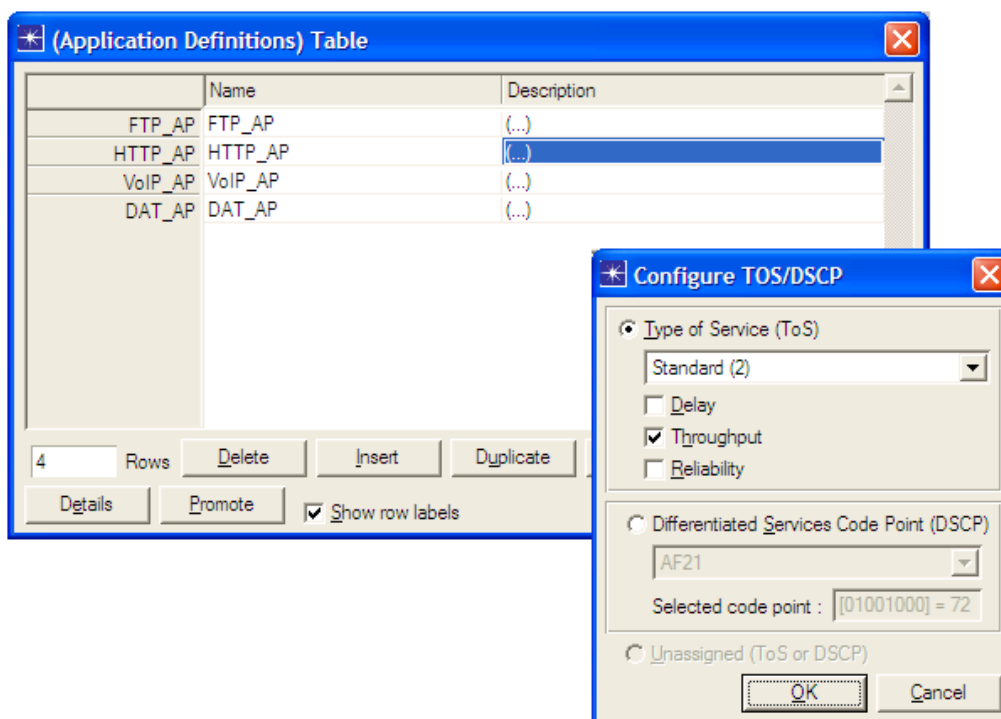 (Application Definitions) Table
Name Description
FTP_AP FTP_AP (...)
HTTP_AP HTTP_AP (...)
VoIP_AP VoIP_AP (...)
DAT_AP DAT_AP (...)
4 Rows Delete Insert Duplicate
Details Promote Show row labels
Configure TOS/DSCP
Type of Service (ToS)
Standard (2)
Delay
Throughput
Reliability
Differentiated Services Code Point (DSCP)
AF21
Selected code point : [01001000] = 72
Unassigned (ToS or DSCP)
OK Cancel